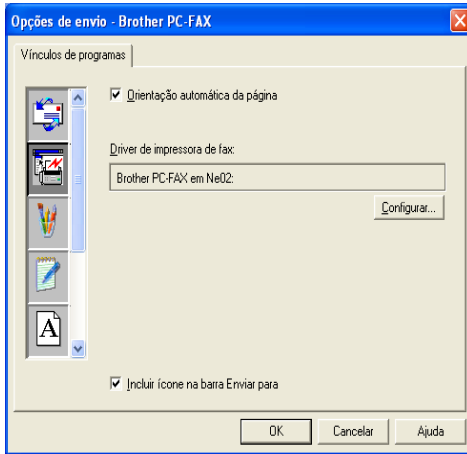 Opções de envio - Brother PC-FAX
Vínculos de programas
Orientação automática da página
Driver de impressora de fax:
Brother PC-FAX em Ne02:
Configurar...
A
Incluir ícone na barra Enviar para
OK Cancelar Ajuda